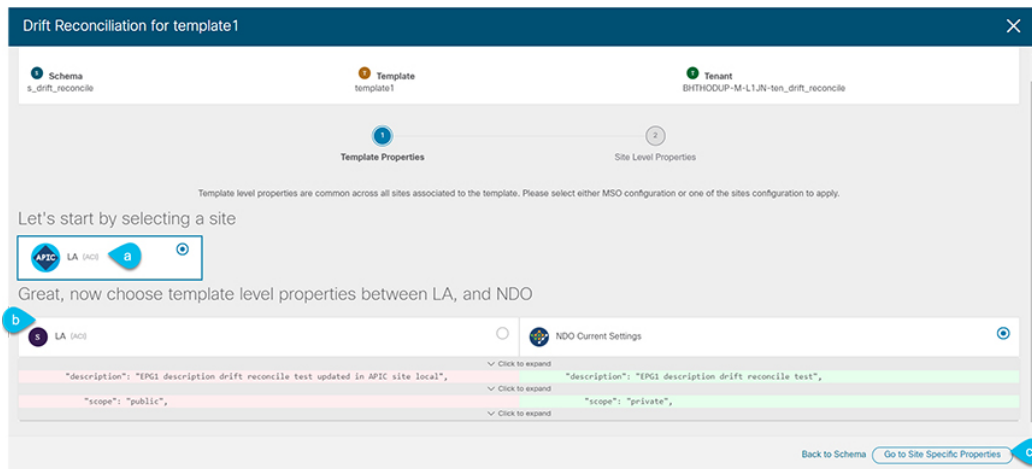 Drift Reconciliation for template1
S Schema
s_drift_reconcile
T Template
template1
T Tenant
BHTHODUP-M-L1JN-ten_drift_reconcile
1
Template Properties
2
Site Level Properties
Template level properties are common across all sites associated to the template. Please select either MSO configuration or one of the sites configuration to apply.
Let's start by selecting a site
APIC LA (ACI) a
Great, now choose template level properties between LA, and NDO
b
S LA (ACI)
NDO Current Settings
Click to expand
"description": "EPG1 description drift reconcile test updated in APIC site local", "description": "EPG1 description drift reconcile test",
Click to expand
"scope": "public", "scope": "private",
Click to expand
Back to Schema Go to Site Specific Properties